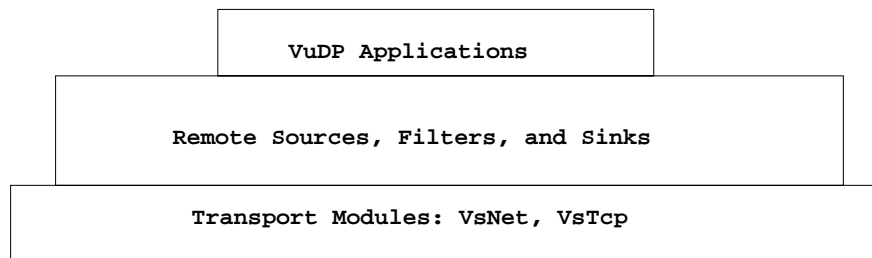 VuDP Applications
Remote Sources, Filters, and Sinks
Transport Modules: VsNet, VsTcp